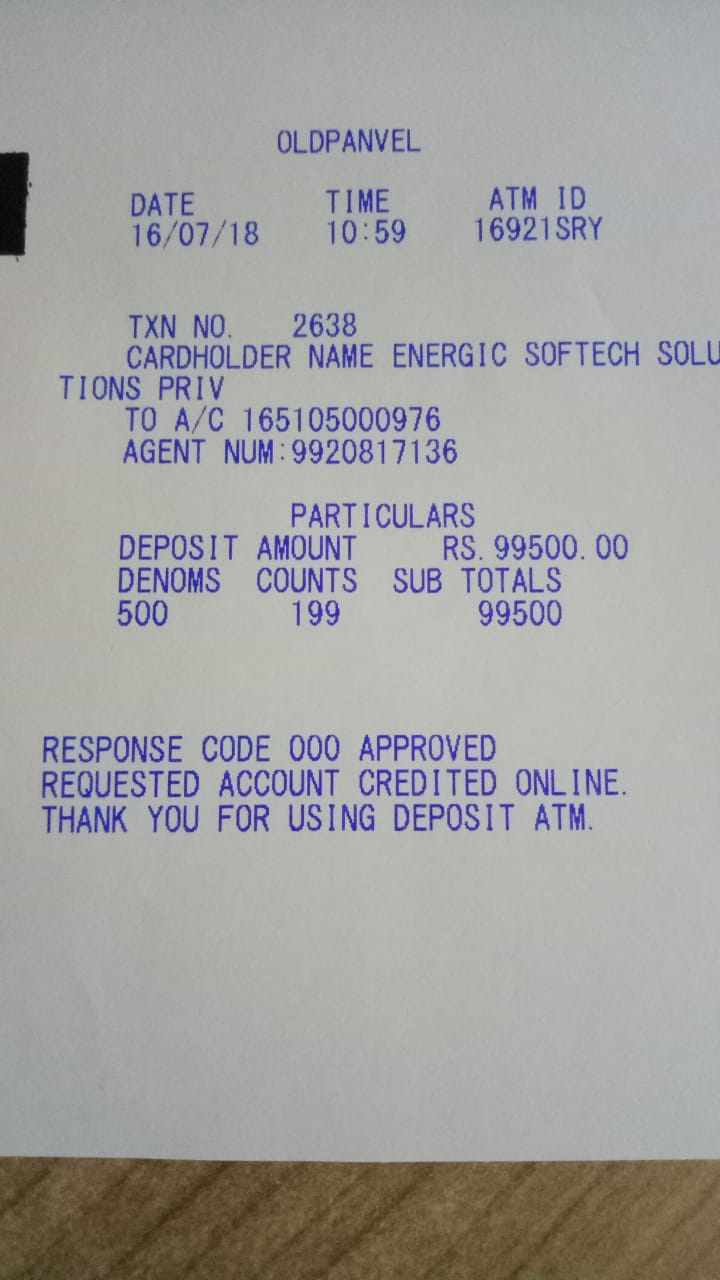 OLDPANVEL
DATE TIME ATM ID
16/07/18 10:59 16921SRY
TXN NO. 2638
CARDHOLDER NAME ENERGIC SOFTECH SOLU
TIONS PRIV
TO A/C 165105000976
AGENT NUM:9920817136
PARTICULARS
DEPOSIT AMOUNT RS.99500.00
DENOMS COUNTS SUB TOTALS
500 199 99500
RESPONSE CODE 000 APPROVED
REQUESTED ACCOUNT CREDITED ONLINE.
THANK YOU FOR USING DEPOSIT ATM.